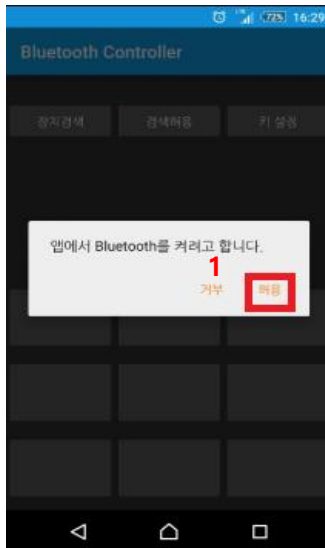 72% 16:29
Bluetooth Controller
장치검색 검색허용 키 설정
앱에서 Bluetooth를 켜려고 합니다.
1
거부 허용